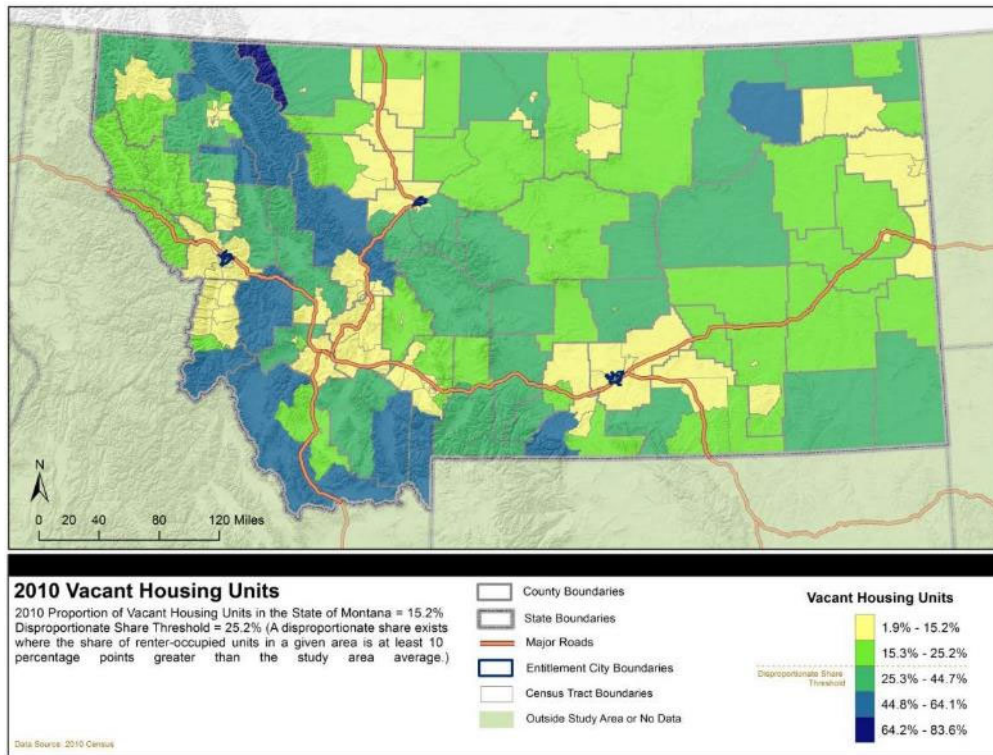 N
0 20 40 80 120 Miles
2010 Vacant Housing Units
2010 Proportion of Vacant Housing Units in the State of Montana = 15.2%
Disproportionate Share Threshold = 25.2% (A disproportionate share exists
where the share of renter-occupied units in a given area is at least 10
percentage points greater than the study area average.)
Data Source: 2010 Census
County Boundaries
State Boundaries
Major Roads
Entitlement City Boundaries
Census Tract Boundaries
Outside Study Area or No Data
Vacant Housing Units
1.9% - 15.2%
15.3% - 25.2%
Disproportionate Share
Threshold
25.3% - 44.7%
44.8% - 64.1%
64.2% - 83.6%